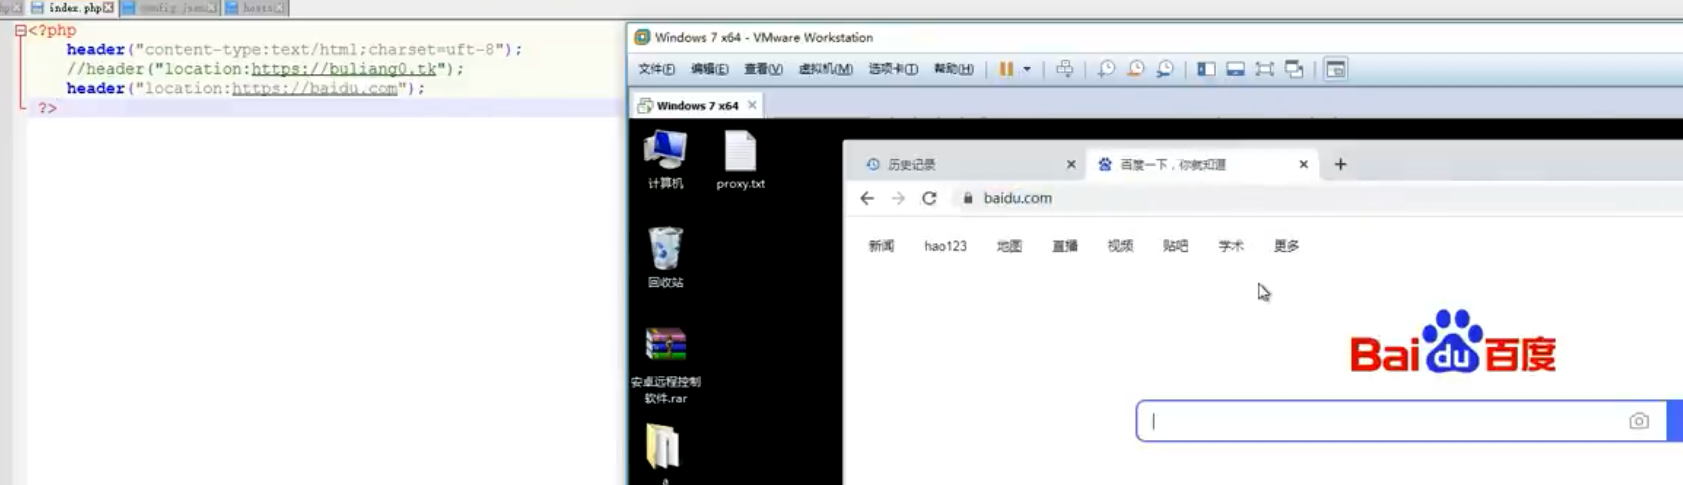 index.php
config.json
hosts
<?php
header("content-type:text/html;charset=uft-8");
//header("location:https://buliang0.tk");
header("location:https://baidu.com");
?>
Windows 7 x64 - VMware Workstation
文件(F) 编辑(E) 查看(V) 虚拟机(M) 选项卡(T) 帮助(H)
Windows 7 x64
计算机
proxy.txt
回收站
安卓远程控制
软件.rar
历史记录
百度一下，你就知道
baidu.com
新闻 hao123 地图 直播 视频 贴吧 学术 更多
Bai du 百度